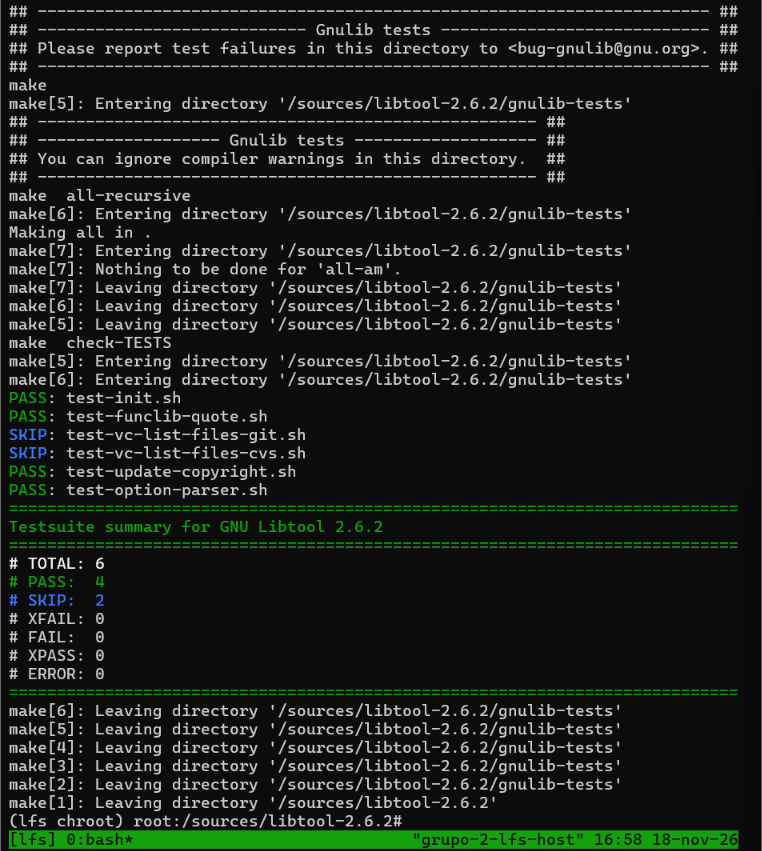 ## ---------------------------------------------------------------------- ##
## ---------------------------- Gnulib tests ---------------------------- ##
## Please report test failures in this directory to <bug-gnulib@gnu.org>. ##
## ---------------------------------------------------------------------- ##
make
make[5]: Entering directory '/sources/libtool-2.6.2/gnulib-tests'
## ---------------------------------------------------- ##
## ------------------- Gnulib tests ------------------- ##
## You can ignore compiler warnings in this directory.  ##
## ---------------------------------------------------- ##
make  all-recursive
make[6]: Entering directory '/sources/libtool-2.6.2/gnulib-tests'
Making all in .
make[7]: Entering directory '/sources/libtool-2.6.2/gnulib-tests'
make[7]: Nothing to be done for 'all-am'.
make[7]: Leaving directory '/sources/libtool-2.6.2/gnulib-tests'
make[6]: Leaving directory '/sources/libtool-2.6.2/gnulib-tests'
make[5]: Leaving directory '/sources/libtool-2.6.2/gnulib-tests'
make  check-TESTS
make[5]: Entering directory '/sources/libtool-2.6.2/gnulib-tests'
make[6]: Entering directory '/sources/libtool-2.6.2/gnulib-tests'
PASS: test-init.sh
PASS: test-funclib-quote.sh
SKIP: test-vc-list-files-git.sh
SKIP: test-vc-list-files-cvs.sh
PASS: test-update-copyright.sh
PASS: test-option-parser.sh
============================================================================
Testsuite summary for GNU Libtool 2.6.2
============================================================================
# TOTAL: 6
# PASS:  4
# SKIP:  2
# XFAIL: 0
# FAIL:  0
# XPASS: 0
# ERROR: 0
============================================================================
make[6]: Leaving directory '/sources/libtool-2.6.2/gnulib-tests'
make[5]: Leaving directory '/sources/libtool-2.6.2/gnulib-tests'
make[4]: Leaving directory '/sources/libtool-2.6.2/gnulib-tests'
make[3]: Leaving directory '/sources/libtool-2.6.2/gnulib-tests'
make[2]: Leaving directory '/sources/libtool-2.6.2/gnulib-tests'
make[1]: Leaving directory '/sources/libtool-2.6.2'
(lfs chroot) root:/sources/libtool-2.6.2#
[lfs] 0:bash* "grupo-2-lfs-host" 16:58 18-nov-26